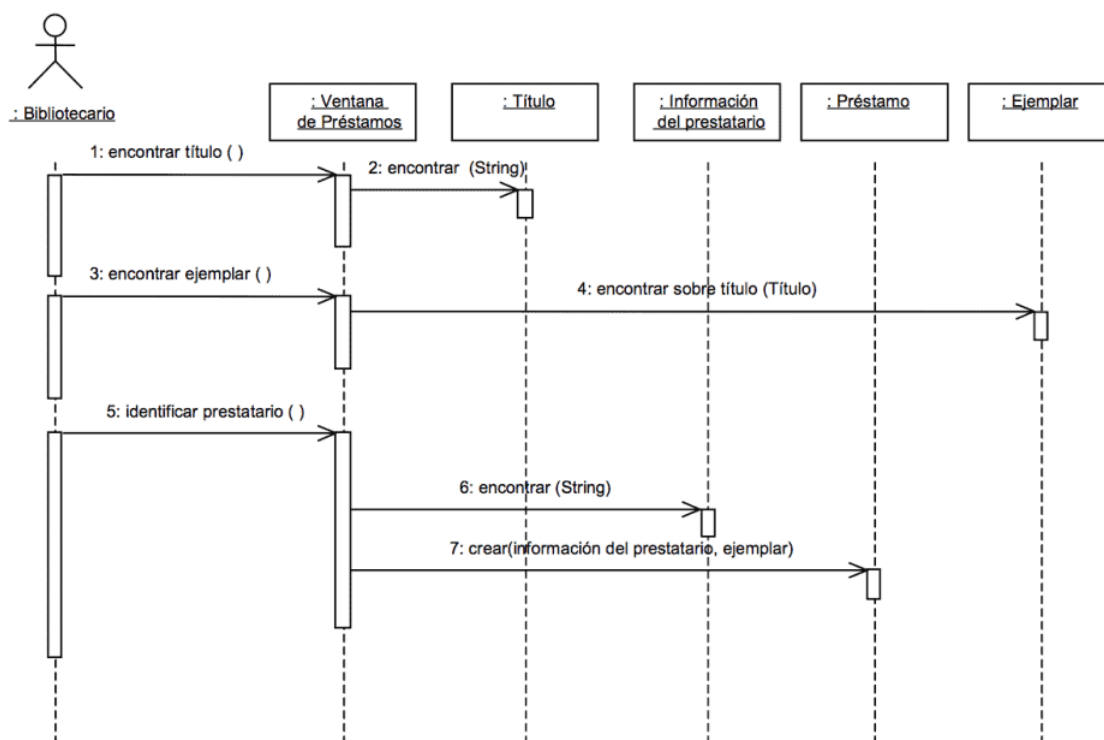 : Bibliotecario
: Ventana
de Préstamos
: Título
: Información
del prestatario
: Préstamo
: Ejemplar
1: encontrar título ( )
2: encontrar (String)
3: encontrar ejemplar ( )
4: encontrar sobre título (Título)
5: identificar prestatario ( )
6: encontrar (String)
7: crear(información del prestatario, ejemplar)